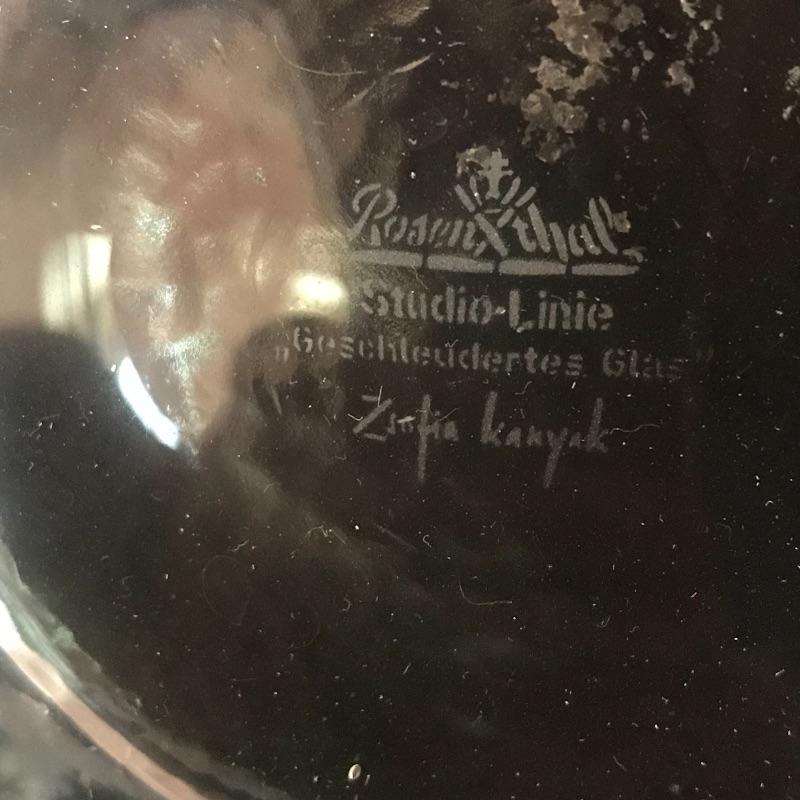 Rosenthal
Studio-Linie
„Geschleudertes Glas”
Zsofia kanyak